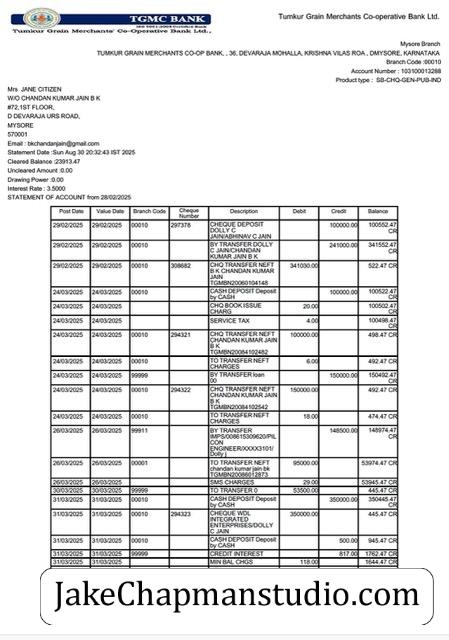 TGMC BANK
Tumkur Grain Merchants' Co-operative Bank Ltd.,
Tumkur Grain Merchants Co-operative Bank Ltd.
Mysore Branch
TUMKUR GRAIN MERCHANTS CO-OP BANK, , 36, DEVARAJA MOHALLA, KRISHNA VILAS ROA , DMYSORE, KARNATAKA
Branch Code :00010
Account Number : 103100013288
Product type : SB-CHQ-GEN-PUB-IND
Mrs JANE CITIZEN
W/O CHANDAN KUMAR JAIN B K
#72,1ST FLOOR,
D DEVARAJA URS ROAD,
MYSORE
570001
Email : bkchandanjain@gmail.com
Statement Date :Sun Aug 30 20:32:43 IST 2025
Cleared Balance :23913.47
Uncleared Amount :0.00
Drawing Power :0.00
Interest Rate : 3.5000
STATEMENT OF ACCOUNT from 28/02/2025
Post Date Value Date Branch Code Cheque Number Description Debit Credit Balance
29/02/2025 29/02/2025 00010 297378 CHEQUE DEPOSIT 100000.00 100552.47
DOLLY C CR
JAIN/ABHINAV C JAIN
29/02/2025 29/02/2025 00010 BY TRANSFER DOLLY 241000.00 341552.47
C JAIN/CHANDAN CR
KUMAR JAIN B K
29/02/2025 29/02/2025 00010 308682 CHQ TRANSFER NEFT 341030.00 522.47 CR
B K CHANDAN KUMAR
JAIN
TGMBN20060104148
24/03/2025 24/03/2025 00010 CASH DEPOSIT Deposit 100000.00 100522.47
by CASH CR
24/03/2025 24/03/2025 00010 CHQ BOOK ISSUE 20.00 100502.47
CHARG CR
24/03/2025 24/03/2025 00010 SERVICE TAX 4.00 100498.47
CR
24/03/2025 24/03/2025 00010 294321 CHQ TRANSFER NEFT 100000.00 498.47 CR
CHANDAN KUMAR JAIN
B K
TGMBN20084102482
24/03/2025 24/03/2025 00010 TO TRANSFER NEFT 6.00 492.47 CR
CHARGES
24/03/2025 24/03/2025 99999 BY TRANSFER loan 150000.00 150492.47
00 CR
24/03/2025 24/03/2025 00010 294322 CHQ TRANSFER NEFT 150000.00 492.47 CR
CHANDAN KUMAR JAIN
B K
TGMBN20084102542
24/03/2025 24/03/2025 00010 TO TRANSFER NEFT 18.00 474.47 CR
CHARGES
26/03/2025 26/03/2025 99911 BY TRANSFER 148500.00 148974.47
IMPS/008615309620/PIL CR
CON
ENGINEER/XXXX3101/
Dolly j
26/03/2025 26/03/2025 00001 TO TRANSFER NEFT 95000.00 53974.47 CR
chandan kumar jain bk
TGMBN20086012873
26/03/2025 26/03/2025 SMS CHARGES 29.00 53945.47 CR
30/03/2025 30/03/2025 99999 TO TRANSFER 0 53500.00 445.47 CR
31/03/2025 31/03/2025 00010 CASH DEPOSIT Deposit 350000.00 350445.47
by CASH CR
31/03/2025 31/03/2025 00010 294323 CHEQUE WDL 350000.00 445.47 CR
INTEGRATED
ENTERPRISES/DOLLY
C JAIN
31/03/2025 31/03/2025 00010 CASH DEPOSIT Deposit 500.00 945.47 CR
by CASH
31/03/2025 31/03/2025 99999 CREDIT INTEREST 817.00 1762.47 CR
31/03/2025 31/03/2025 00010 MIN BAL CHGS 118.00 1644.47 CR
JakeChapmanstudio.com